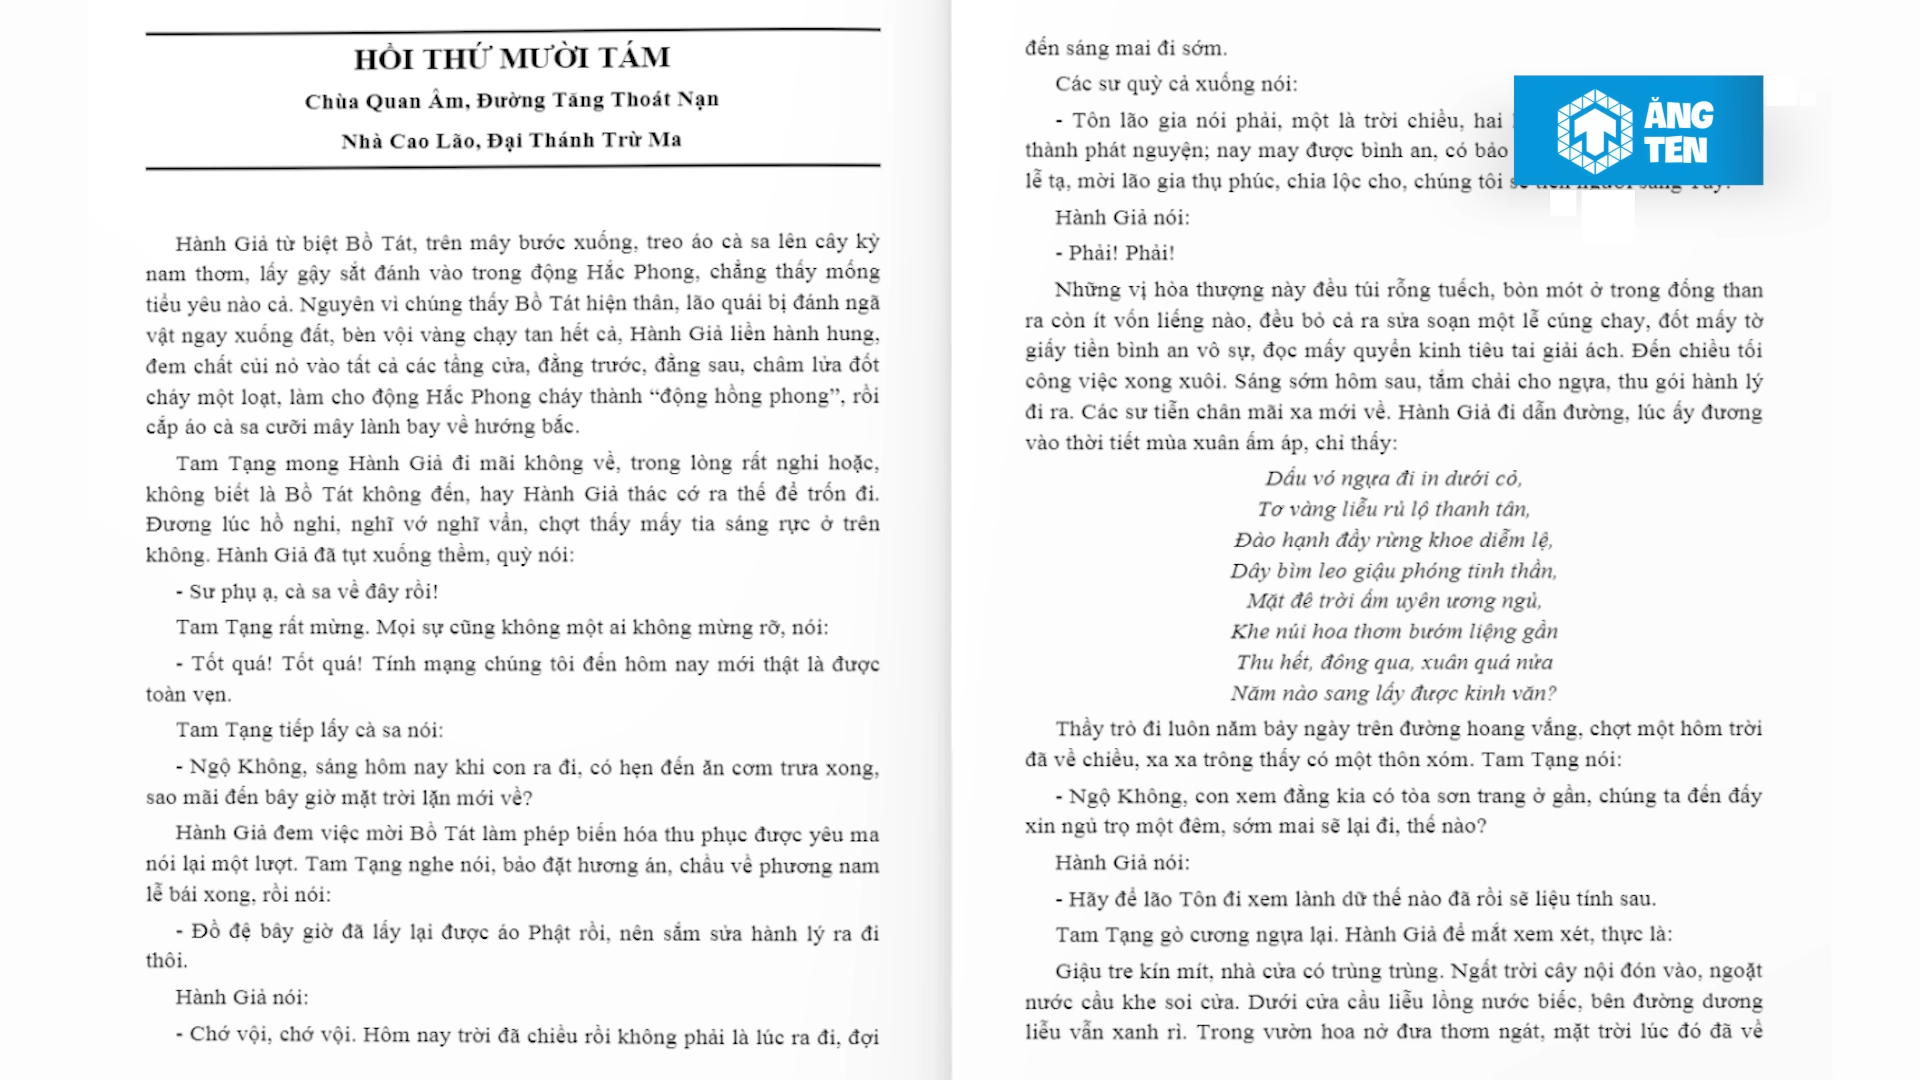 HỒI THỨ MƯỜI TÁM
Chùa Quan Âm, Đường Tăng Thoát Nạn
Nhà Cao Lão, Đại Thánh Trừ Ma
Hành Giả từ biệt Bồ Tát, trên mây bước xuống, treo áo cà sa lên cây kỳ
nam thơm, lấy gậy sắt đánh vào trong động Hắc Phong, chẳng thấy mống
tiểu yêu nào cả. Nguyên vì chúng thấy Bồ Tát hiện thân, lão quái bị đánh ngã
vật ngay xuống đất, bèn vội vàng chạy tan hết cả, Hành Giả liền hành hung,
đem chất củi nỏ vào tất cả các tầng cửa, đằng trước, đằng sau, châm lửa đốt
cháy một loạt, làm cho động Hắc Phong cháy thành “động hồng phong”, rồi
cắp áo cà sa cưỡi mây lành bay về hướng bắc.
Tam Tạng mong Hành Giả đi mãi không về, trong lòng rất nghi hoặc,
không biết là Bồ Tát không đến, hay Hành Giả thác cớ ra thế để trốn đi.
Đương lúc hồ nghi, nghĩ vớ nghĩ vẩn, chợt thấy mấy tia sáng rực ở trên
không. Hành Giả đã tụt xuống thềm, quỳ nói:
- Sư phụ ạ, cà sa về đây rồi!
Tam Tạng rất mừng. Mọi sự cũng không một ai không mừng rỡ, nói:
- Tốt quá! Tốt quá! Tính mạng chúng tôi đến hôm nay mới thật là được
toàn vẹn.
Tam Tạng tiếp lấy cà sa nói:
- Ngộ Không, sáng hôm nay khi con ra đi, có hẹn đến ăn cơm trưa xong,
sao mãi đến bây giờ mặt trời lặn mới về?
Hành Giả đem việc mời Bồ Tát làm phép biến hóa thu phục được yêu ma
nói lại một lượt. Tam Tạng nghe nói, bảo đặt hương án, chầu về phương nam
lễ bái xong, rồi nói:
- Đồ đệ bây giờ đã lấy lại được áo Phật rồi, nên sắm sửa hành lý ra đi
thôi.
Hành Giả nói:
- Chớ vội, chớ vội. Hôm nay trời đã chiều rồi không phải là lúc ra đi, đợi
đến sáng mai đi sớm.
Các sư quỳ cả xuống nói:
- Tôn lão gia nói phải, một là trời chiều, hai
thành phát nguyện; nay may được bình an, có bảo
lễ tạ, mời lão gia thụ phúc, chia lộc cho, chúng tôi
Hành Giả nói:
- Phải! Phải!
Những vị hòa thượng này đều túi rỗng tuếch, bòn mót ở trong đống than
ra còn ít vốn liếng nào, đều bỏ cả ra sửa soạn một lễ cúng chay, đốt mấy tờ
giấy tiền bình an vô sự, đọc mấy quyển kinh tiêu tai giải ách. Đến chiều tối
công việc xong xuôi. Sáng sớm hôm sau, tắm chải cho ngựa, thu gói hành lý
đi ra. Các sư tiễn chân mãi xa mới về. Hành Giả đi dẫn đường, lúc ấy đương
vào thời tiết mùa xuân ấm áp, chỉ thấy:
Dấu vó ngựa đi in dưới cỏ,
Tơ vàng liễu rủ lộ thanh tân,
Đào hạnh đầy rừng khoe diễm lệ,
Dây bìm leo giậu phóng tinh thần,
Mặt đê trời ấm uyên ương ngủ,
Khe núi hoa thơm bướm liệng gần
Thu hết, đông qua, xuân quá nửa
Năm nào sang lấy được kinh văn?
Thầy trò đi luôn năm bảy ngày trên đường hoang vắng, chợt một hôm trời
đã về chiều, xa xa trông thấy có một thôn xóm. Tam Tạng nói:
- Ngộ Không, con xem đằng kia có tòa sơn trang ở gần, chúng ta đến đấy
xin ngủ trọ một đêm, sớm mai sẽ lại đi, thế nào?
Hành Giả nói:
- Hãy để lão Tôn đi xem lành dữ thế nào đã rồi sẽ liệu tính sau.
Tam Tạng gò cương ngựa lại. Hành Giả để mắt xem xét, thực là:
Giậu tre kín mít, nhà cửa có trùng trùng. Ngất trời cây nội đón vào, ngoặt
nước cầu khe soi cửa. Dưới cửa cầu liễu lồng nước biếc, bên đường dương
liễu vẫn xanh rì. Trong vườn hoa nở đưa thơm ngát, mặt trời lúc đó đã về
ĂNG
TEN